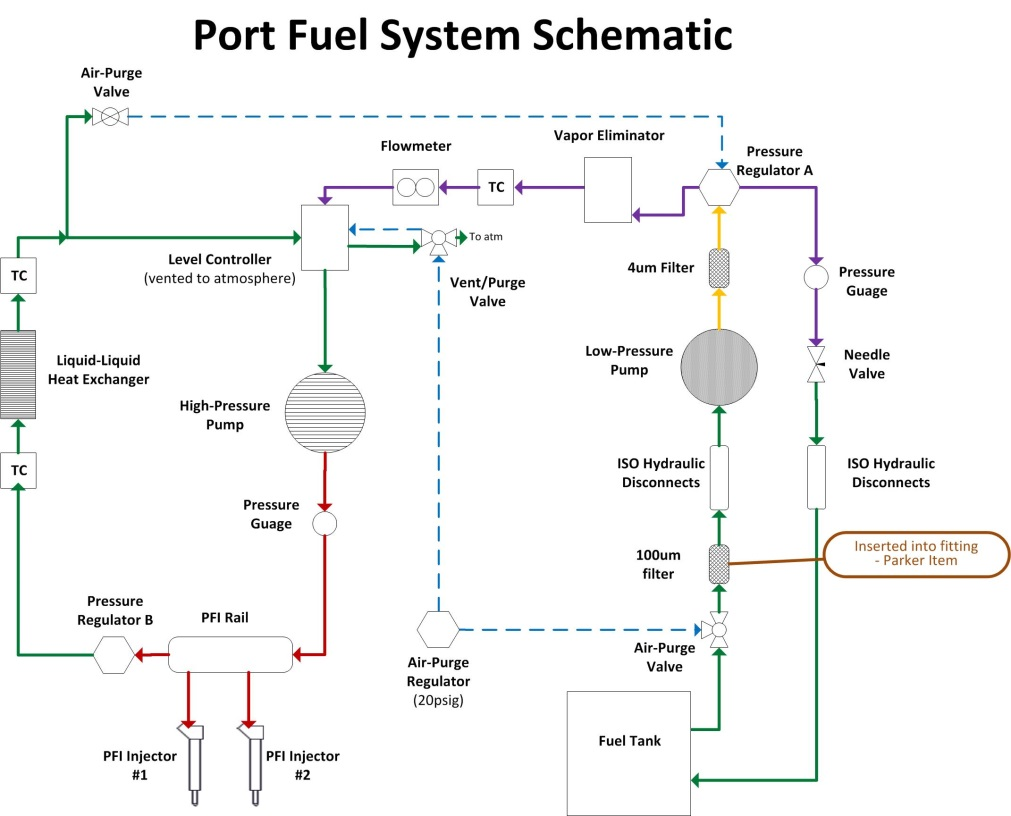 Port Fuel System Schematic
Air-Purge
Valve
Flowmeter
Vapor Eliminator
Pressure
Regulator A
TC
To atm
Level Controller
(vented to atmosphere)
TC
4um Filter
Pressure
Guage
Vent/Purge
Valve
Liquid-Liquid
Heat Exchanger
Low-Pressure
Pump
Needle
Valve
High-Pressure
Pump
TC
ISO Hydraulic
Disconnects
ISO Hydraulic
Disconnects
Pressure
Guage
100um
filter
Inserted into fitting
- Parker Item
Pressure
Regulator B
PFI Rail
Air-Purge
Regulator
(20psig)
Air-Purge
Valve
Fuel Tank
PFI Injector
#1
PFI Injector
#2